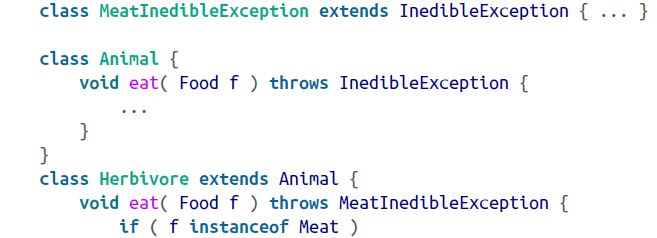 class MeatInedibleException extends InedibleException { ... }
class Animal {
void eat( Food f ) throws InedibleException {
...
}
}
class Herbivore extends Animal {
void eat( Food f ) throws MeatInedibleException {
if ( f instanceof Meat )